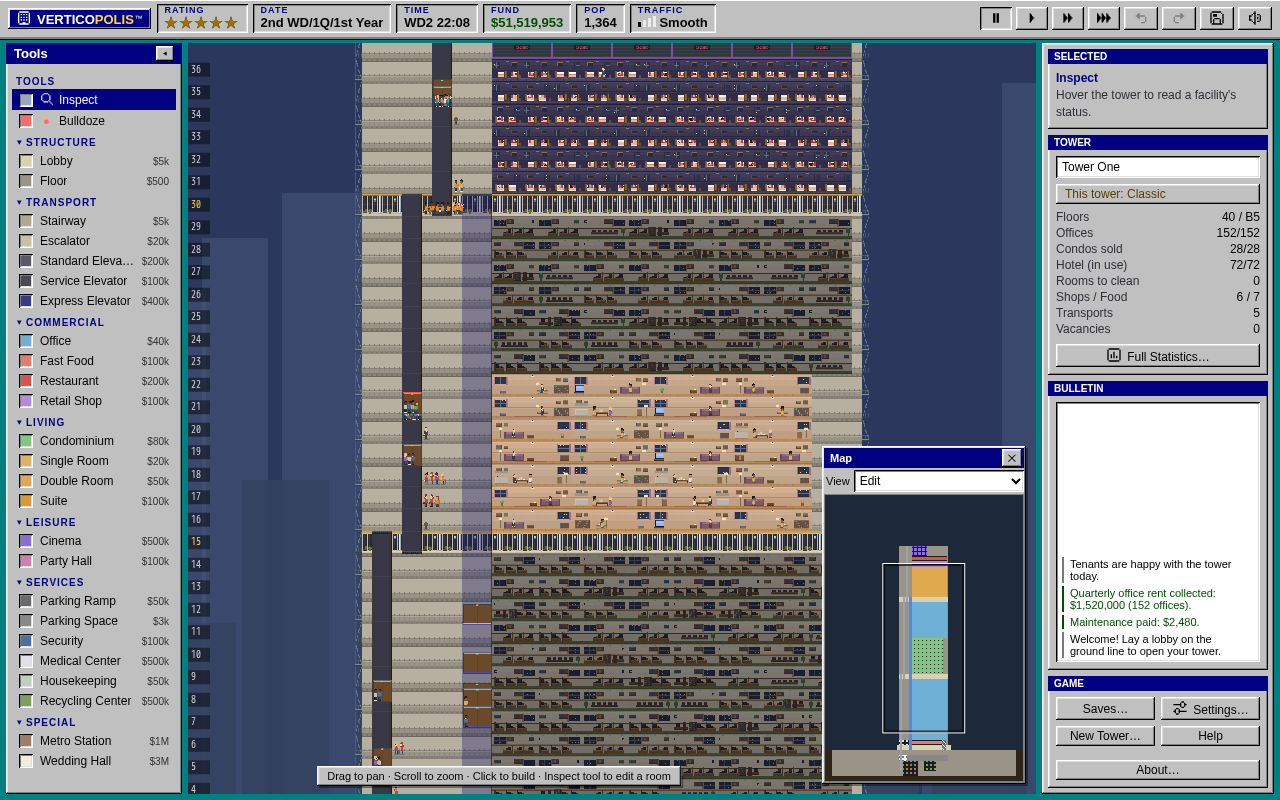 VERTICOPOLIS™
RATING
★★★★★
DATE
2nd WD/1Q/1st Year
TIME
WD2 22:08
FUND
$51,519,953
POP
1,364
TRAFFIC
Smooth
Tools
TOOLS
Inspect
Bulldoze
STRUCTURE
Lobby $5k
Floor $500
TRANSPORT
Stairway $5k
Escalator $20k
Standard Eleva… $200k
Service Elevator $100k
Express Elevator $400k
COMMERCIAL
Office $40k
Fast Food $100k
Restaurant $200k
Retail Shop $100k
LIVING
Condominium $80k
Single Room $20k
Double Room $50k
Suite $100k
LEISURE
Cinema $500k
Party Hall $100k
SERVICES
Parking Ramp $50k
Parking Space $3k
Security $100k
Medical Center $500k
Housekeeping $50k
Recycling Center $500k
SPECIAL
Metro Station $1M
Wedding Hall $3M
36
35
34
33
32
31
30
29
28
27
26
25
24
23
22
21
20
19
18
17
16
15
14
13
12
11
10
9
8
7
6
5
4
Drag to pan · Scroll to zoom · Click to build · Inspect tool to edit a room
Map
View Edit
SELECTED
Inspect
Hover the tower to read a facility's
status.
TOWER
Tower One
This tower: Classic
Floors 40 / B5
Offices 152/152
Condos sold 28/28
Hotel (in use) 72/72
Rooms to clean 0
Shops / Food 6 / 7
Transports 5
Vacancies 0
Full Statistics…
BULLETIN
Tenants are happy with the tower
today.
Quarterly office rent collected:
$1,520,000 (152 offices).
Maintenance paid: $2,480.
Welcome! Lay a lobby on the
ground line to open your tower.
GAME
Saves…
Settings…
New Tower…
Help
About…